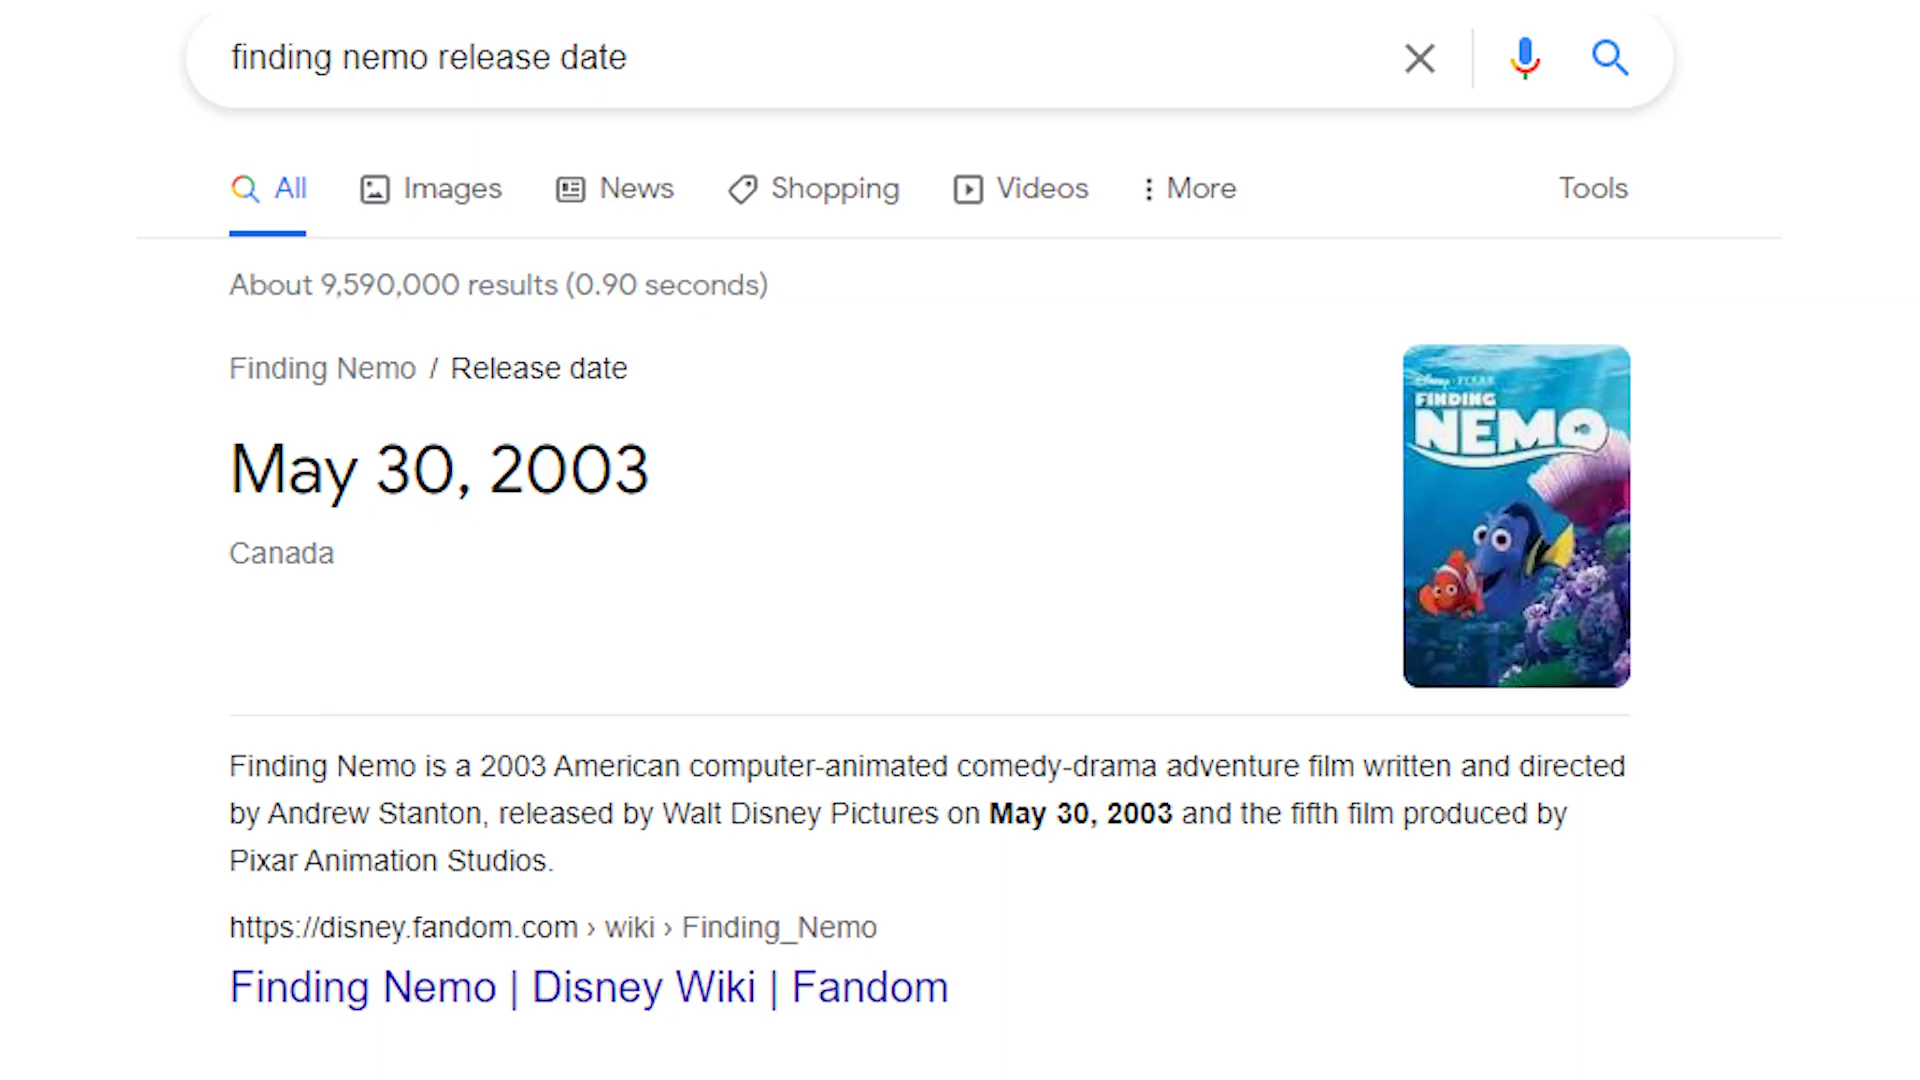 finding nemo release date
All Images News Shopping Videos More Tools
About 9,590,000 results (0.90 seconds)
Finding Nemo / Release date
May 30, 2003
Canada
Disney PIXAR
FINDING
NEMO
Finding Nemo is a 2003 American computer-animated comedy-drama adventure film written and directed
by Andrew Stanton, released by Walt Disney Pictures on May 30, 2003 and the fifth film produced by
Pixar Animation Studios.
https://disney.fandom.com › wiki › Finding_Nemo
Finding Nemo | Disney Wiki | Fandom